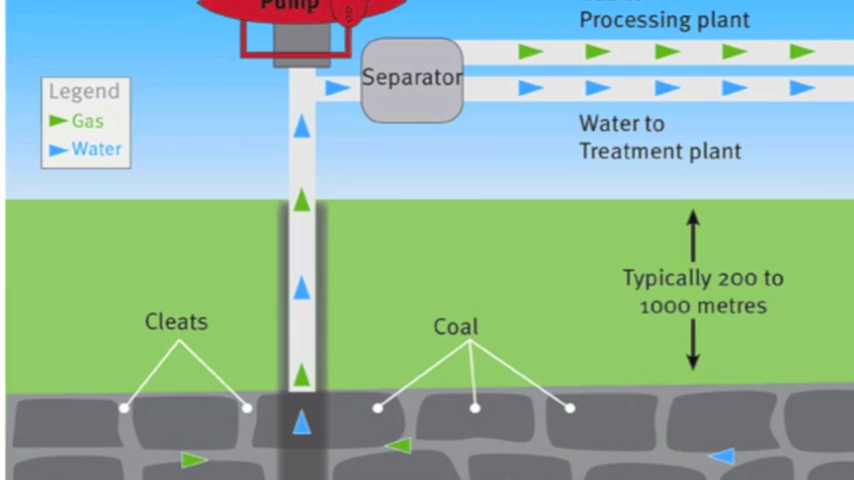 Pump
Processing plant
Separator
Legend
Gas
Water
Water to
Treatment plant
Typically 200 to
1000 metres
Cleats
Coal